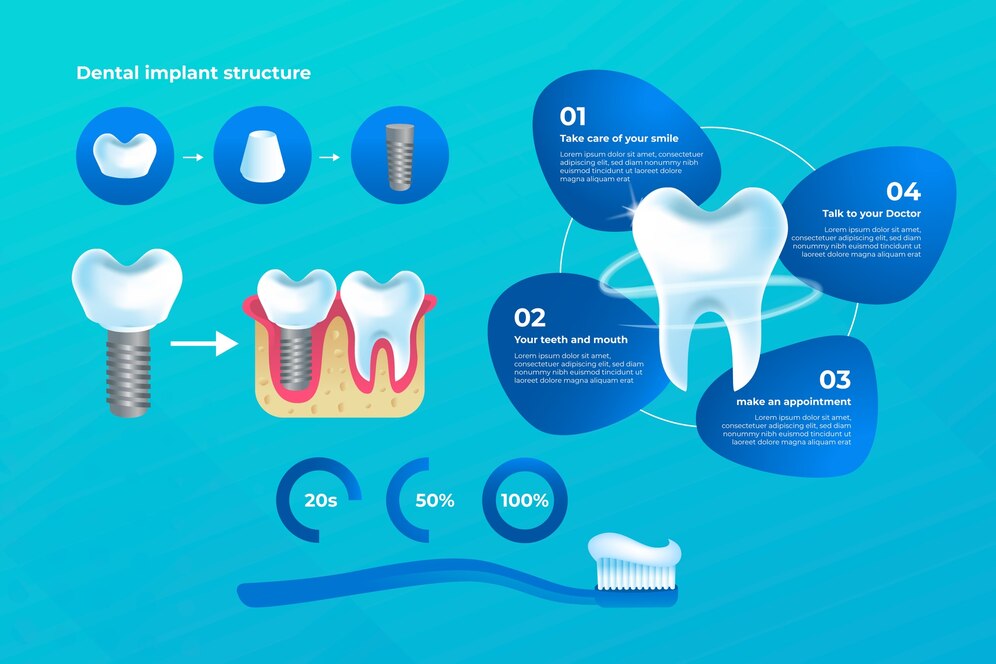 Dental implant structure
01
Take care of your smile
Lorem ipsum dolor sit amet, consectetuer
adipiscing elit, sed diam nonummy nibh
euismod tincidunt ut laoreet dolore
magna aliquam erat
02
Your teeth and mouth
Lorem ipsum dolor sit amet,
consectetuer adipiscing elit, sed diam
nonummy nibh euismod tincidunt ut
laoreet dolore magna aliquam erat
03
make an appointment
Lorem ipsum dolor sit amet,
consectetuer adipiscing elit, sed diam
nonummy nibh euismod tincidunt ut
laoreet dolore magna aliquam erat
04
Talk to your Doctor
Lorem ipsum dolor sit amet,
consectetuer adipiscing elit, sed diam
nonummy nibh euismod tincidunt ut
laoreet dolore magna aliquam erat
20s
50%
100%